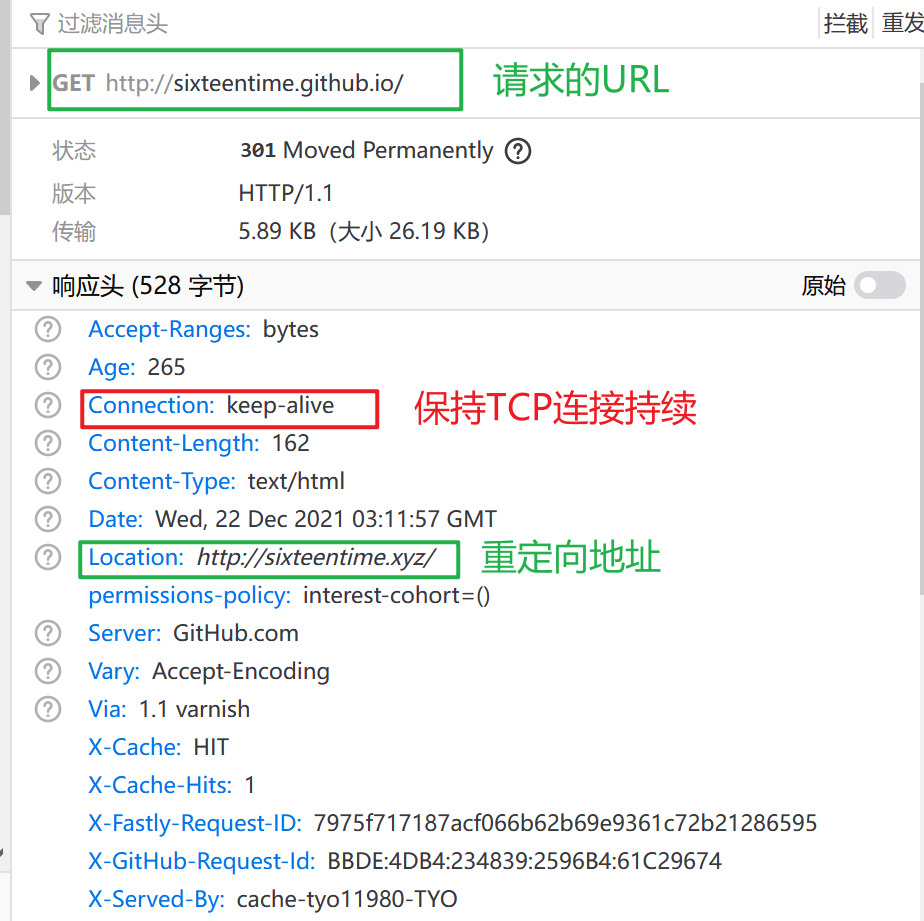 过滤消息头 拦截 重发
GET http://sixteentime.github.io/ 请求的URL
状态 301 Moved Permanently ?
版本 HTTP/1.1
传输 5.89 KB（大小 26.19 KB）
响应头 (528 字节) 原始
? Accept-Ranges: bytes
? Age: 265
? Connection: keep-alive 保持TCP连接持续
? Content-Length: 162
? Content-Type: text/html
? Date: Wed, 22 Dec 2021 03:11:57 GMT
? Location: http://sixteentime.xyz/ 重定向地址
permissions-policy: interest-cohort=()
? Server: GitHub.com
? Vary: Accept-Encoding
? Via: 1.1 varnish
X-Cache: HIT
X-Cache-Hits: 1
X-Fastly-Request-ID: 7975f717187acf066b62b69e9361c72b21286595
X-GitHub-Request-Id: BBDE:4DB4:234839:2596B4:61C29674
X-Served-By: cache-tyo11980-TYO